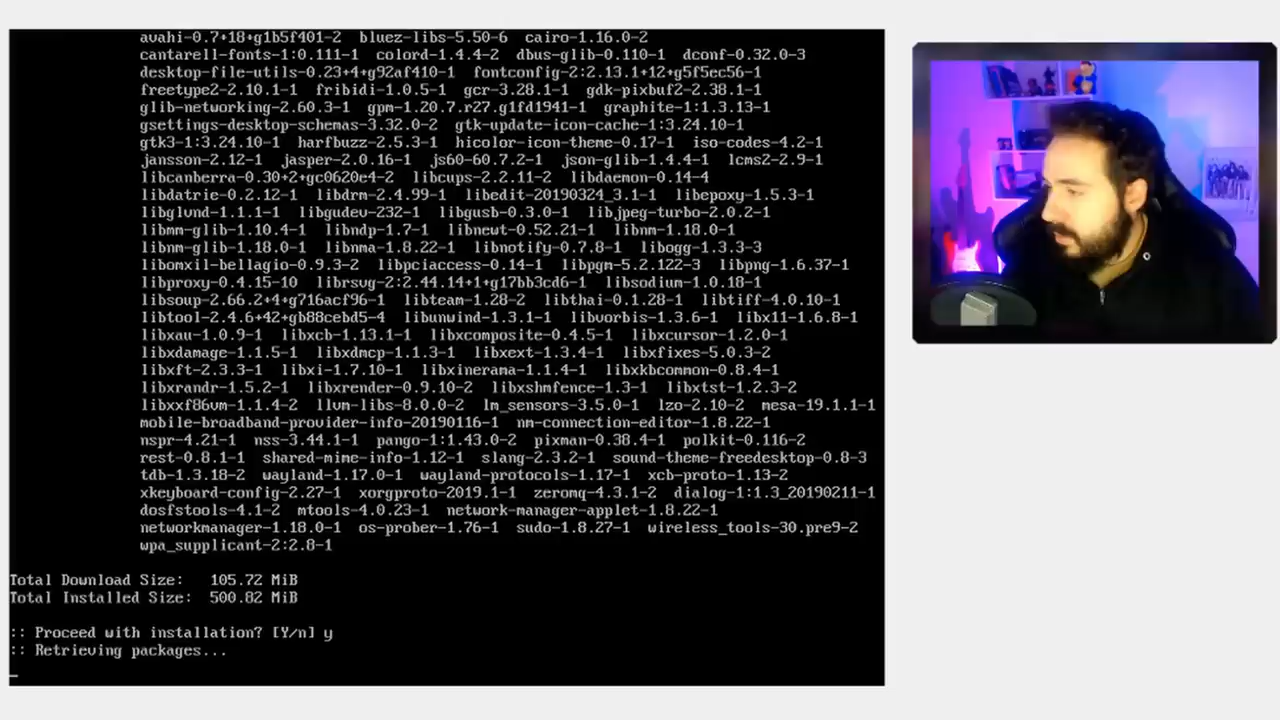 avahi-0.7+18+g1b5f401-2 bluez-libs-5.50-6 cairo-1.16.0-2
cantarell-fonts-1:0.111-1 colord-1.4.4-2 dbus-glib-0.110-1 dconf-0.32.0-3
desktop-file-utils-0.23+4+g92af410-1 fontconfig-2:2.13.1+12+g5f5ec56-1
freetype2-2.10.1-1 fribidi-1.0.5-1 gcr-3.28.1-1 gdk-pixbuf2-2.38.1-1
glib-networking-2.60.3-1 gpm-1.20.7.r27.g1fd1941-1 graphite-1:1.3.13-1
gsettings-desktop-schemas-3.32.0-2 gtk-update-icon-cache-1:3.24.10-1
gtk3-1:3.24.10-1 harfbuzz-2.5.3-1 hicolor-icon-theme-0.17-1 iso-codes-4.2-1
jansson-2.12-1 jasper-2.0.16-1 js60-60.7.2-1 json-glib-1.4.4-1 lcms2-2.9-1
libcanberra-0.30+2+gc0620e4-2 libcups-2.2.11-2 libdaemon-0.14-4
libdatrie-0.2.12-1 libdrm-2.4.99-1 libedit-20190324_3.1-1 libepoxy-1.5.3-1
libglvnd-1.1.1-1 libgudev-232-1 libgusb-0.3.0-1 libjpeg-turbo-2.0.2-1
libmm-glib-1.10.4-1 libndp-1.7-1 libnewt-0.52.21-1 libnm-1.18.0-1
libnm-glib-1.18.0-1 libnma-1.8.22-1 libnotify-0.7.8-1 libogg-1.3.3-3
libomxil-bellagio-0.9.3-2 libpciaccess-0.14-1 libpgm-5.2.122-3 libpng-1.6.37-1
libproxy-0.4.15-10 librsvg-2:2.44.14+1+g17bb3cd6-1 libsodium-1.0.18-1
libsoup-2.66.2+4+g716acf96-1 libteam-1.28-2 libthai-0.1.28-1 libtiff-4.0.10-1
libtool-2.4.6+42+gb88cebd5-4 libunwind-1.3.1-1 libvorbis-1.3.6-1 libx11-1.6.8-1
libxau-1.0.9-1 libxcb-1.13.1-1 libxcomposite-0.4.5-1 libxcursor-1.2.0-1
libxdamage-1.1.5-1 libxdmcp-1.1.3-1 libxext-1.3.4-1 libxfixes-5.0.3-2
libxft-2.3.3-1 libxi-1.7.10-1 libxinerama-1.1.4-1 libxkbcommon-0.8.4-1
libxrandr-1.5.2-1 libxrender-0.9.10-2 libxshmfence-1.3-1 libxtst-1.2.3-2
libxxf86vm-1.1.4-2 llvm-libs-8.0.0-2 lm_sensors-3.5.0-1 lzo-2.10-2 mesa-19.1.1-1
mobile-broadband-provider-info-20190116-1 nm-connection-editor-1.8.22-1
nspr-4.21-1 nss-3.44.1-1 pango-1:1.43.0-2 pixman-0.38.4-1 polkit-0.116-2
rest-0.8.1-1 shared-mime-info-1.12-1 slang-2.3.2-1 sound-theme-freedesktop-0.8-3
tdb-1.3.18-2 wayland-1.17.0-1 wayland-protocols-1.17-1 xcb-proto-1.13-2
xkeyboard-config-2.27-1 xorgproto-2019.1-1 zeromq-4.3.1-2 dialog-1:1.3_20190211-1
dosfstools-4.1-2 mtools-4.0.23-1 network-manager-applet-1.8.22-1
networkmanager-1.18.0-1 os-prober-1.76-1 sudo-1.8.27-1 wireless_tools-30.pre9-2
wpa_supplicant-2:2.8-1
Total Download Size: 105.72 MiB
Total Installed Size: 500.82 MiB
:: Proceed with installation? [Y/n] y
:: Retrieving packages...